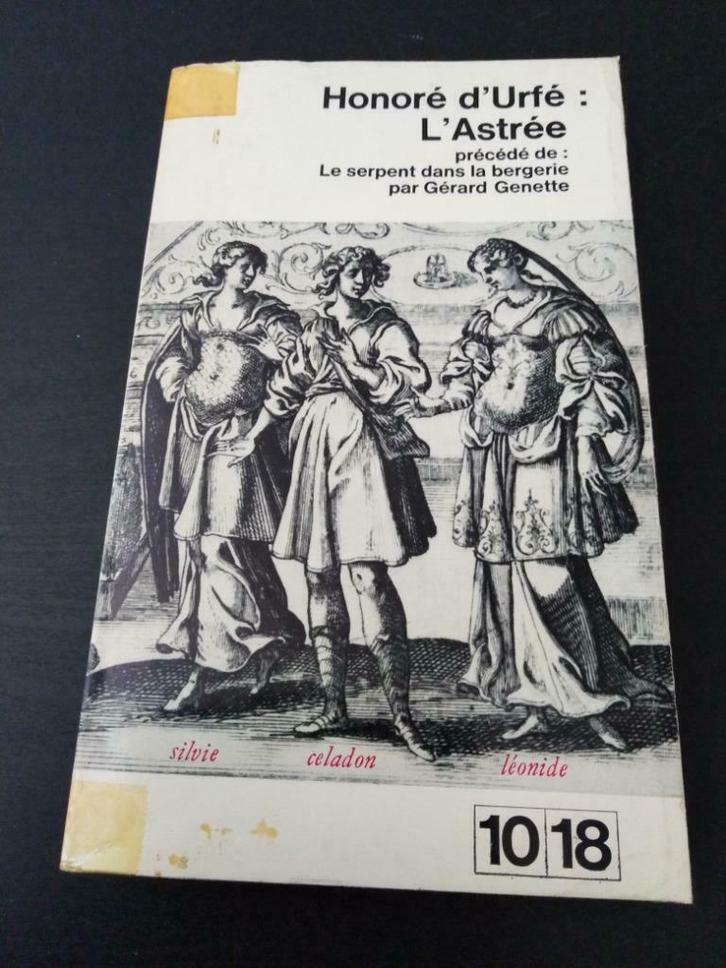 Honoré d'Urfé :
L'Astrée
précédé de :
Le serpent dans la bergerie
par Gérard Genette
silvie celadon léonide
10 18